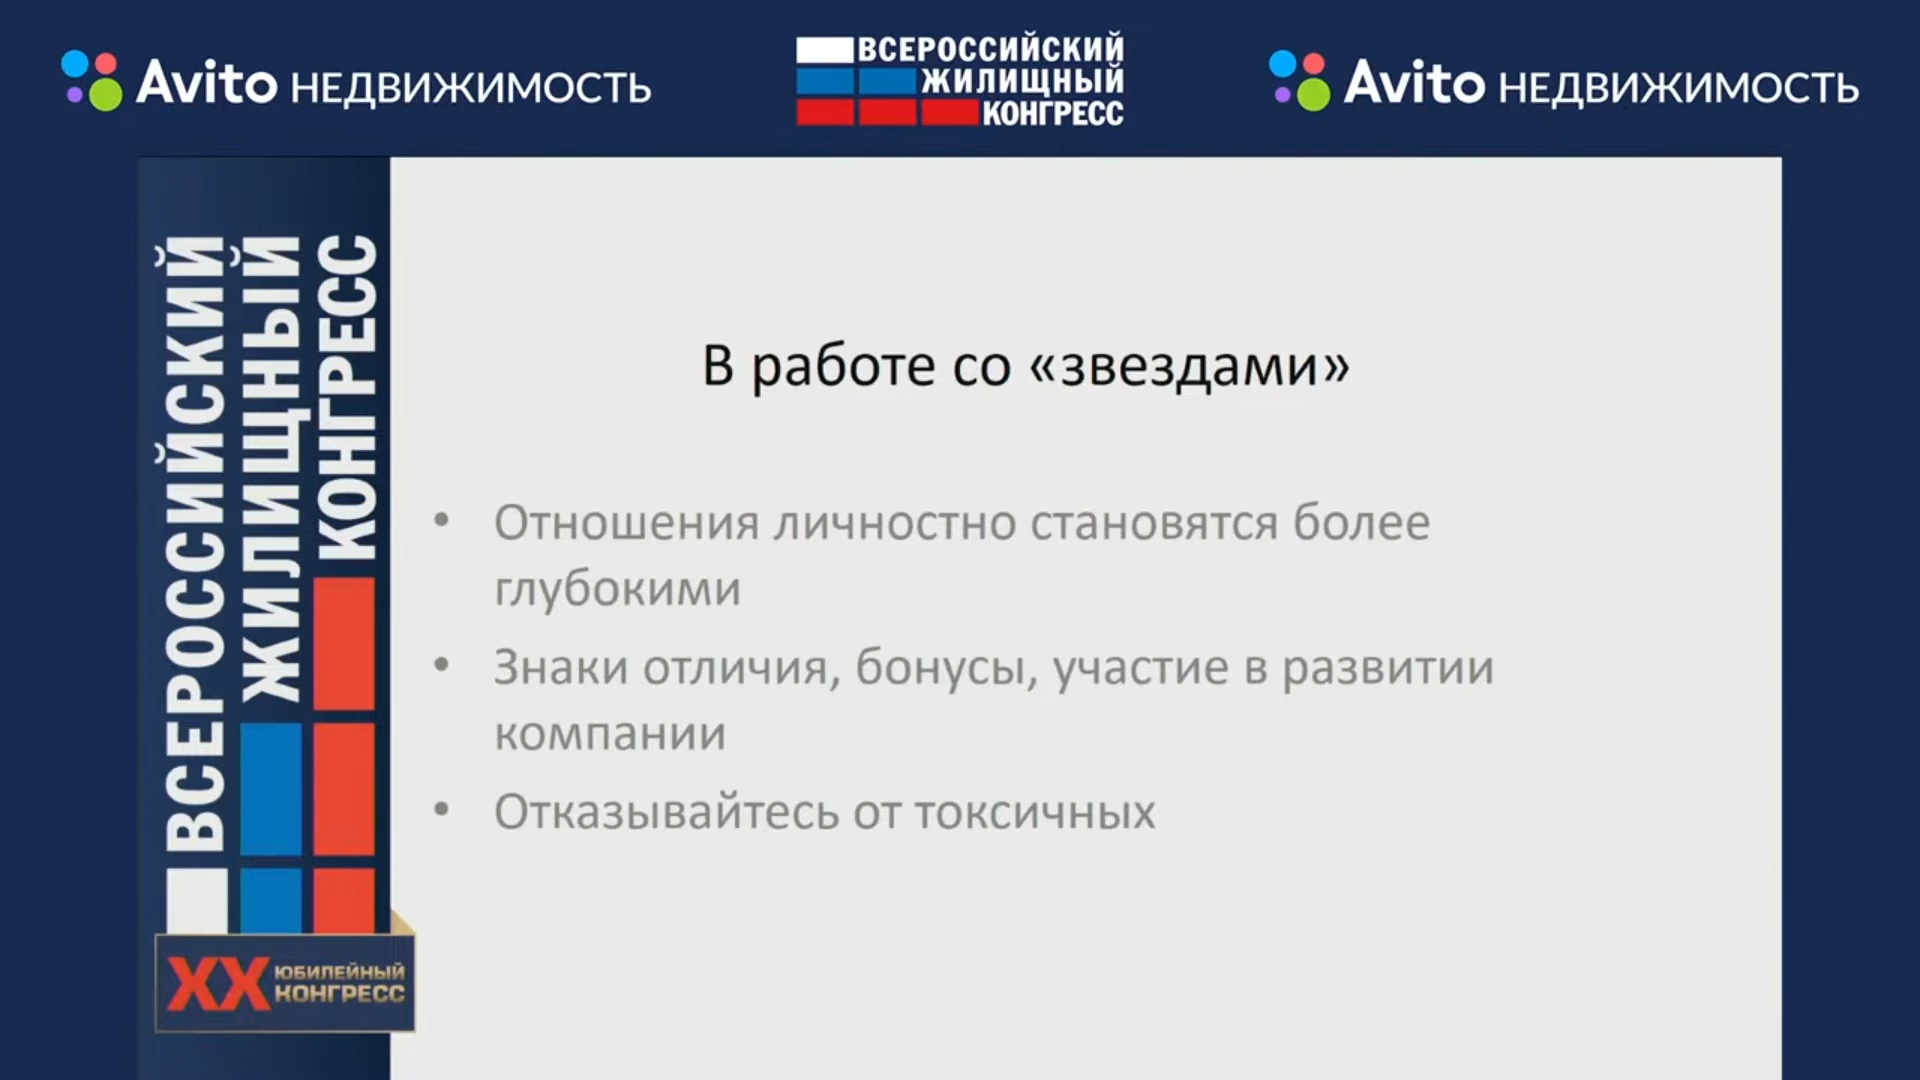 Avito НЕДВИЖИМОСТЬ
ВСЕРОССИЙСКИЙ
ЖИЛИЩНЫЙ
КОНГРЕСС
Avito НЕДВИЖИМОСТЬ
ВСЕРОССИЙСКИЙ
ЖИЛИЩНЫЙ
КОНГРЕСС
XX ЮБИЛЕЙНЫЙ
КОНГРЕСС
В работе со «звездами»
• Отношения личностно становятся более
глубокими
• Знаки отличия, бонусы, участие в развитии
компании
• Отказывайтесь от токсичных